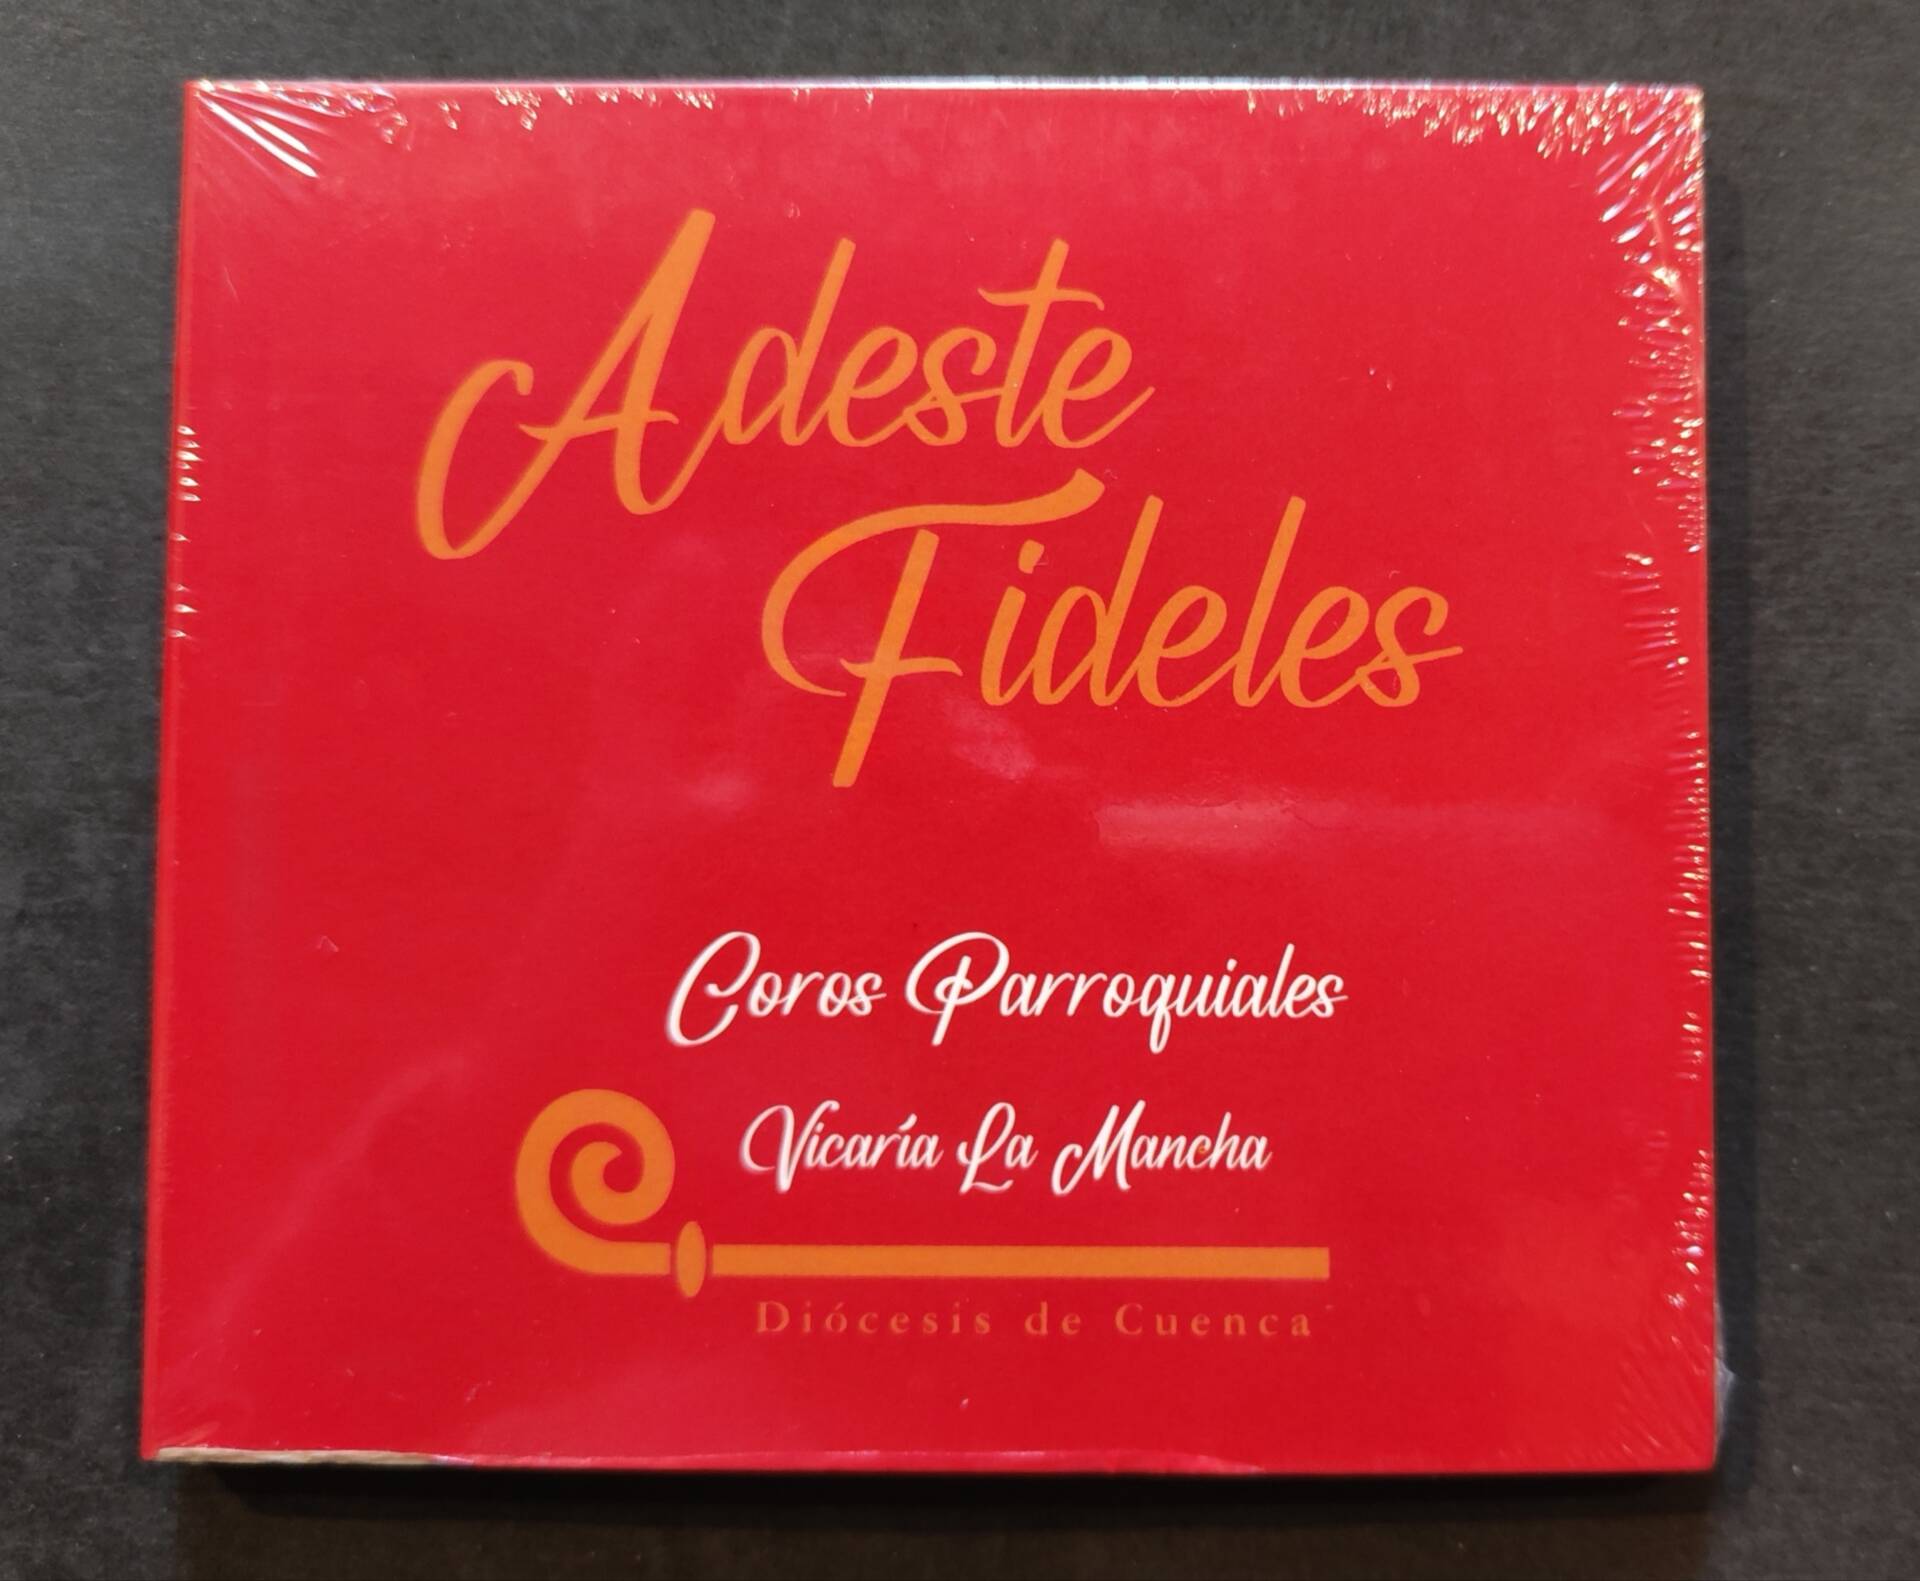 Adeste
Fideles
Coros Parroquiales
Vicaría La Mancha
Diócesis de Cuenca